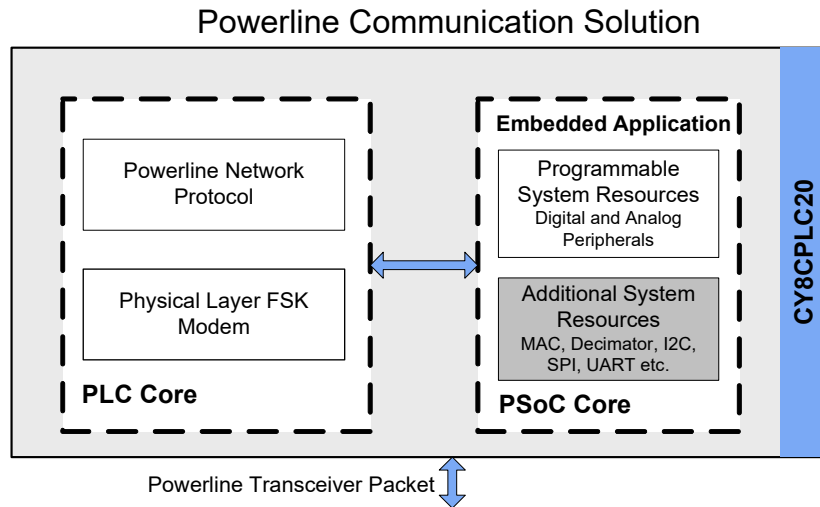 Powerline Communication Solution
Powerline Network
Protocol
Physical Layer FSK
Modem
PLC Core
Embedded Application
Programmable
System Resources
Digital and Analog
Peripherals
Additional System
Resources
MAC, Decimator, I2C,
SPI, UART etc.
PSoC Core
CY8CPLC20
Powerline Transceiver Packet